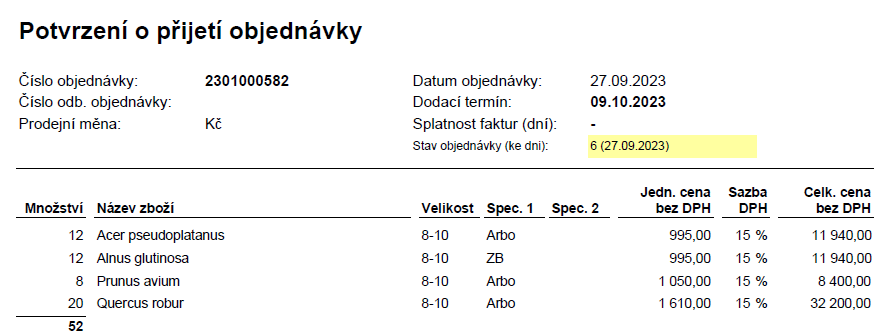 Potvrzení o přijetí objednávky
Číslo objednávky: 2301000582 Datum objednávky: 27.09.2023
Číslo odb. objednávky: Dodací termín: 09.10.2023
Prodejní měna: Kč Splatnost faktur (dní): -
Stav objednávky (ke dni): 6 (27.09.2023)
Jedn. cena Sazba Celk. cena
Množství Název zboží Velikost Spec. 1 Spec. 2 bez DPH DPH bez DPH
12 Acer pseudoplatanus 8-10 Arbo 995,00 15 % 11 940,00
12 Alnus glutinosa 8-10 ZB 995,00 15 % 11 940,00
8 Prunus avium 8-10 Arbo 1 050,00 15 % 8 400,00
20 Quercus robur 8-10 Arbo 1 610,00 15 % 32 200,00
52